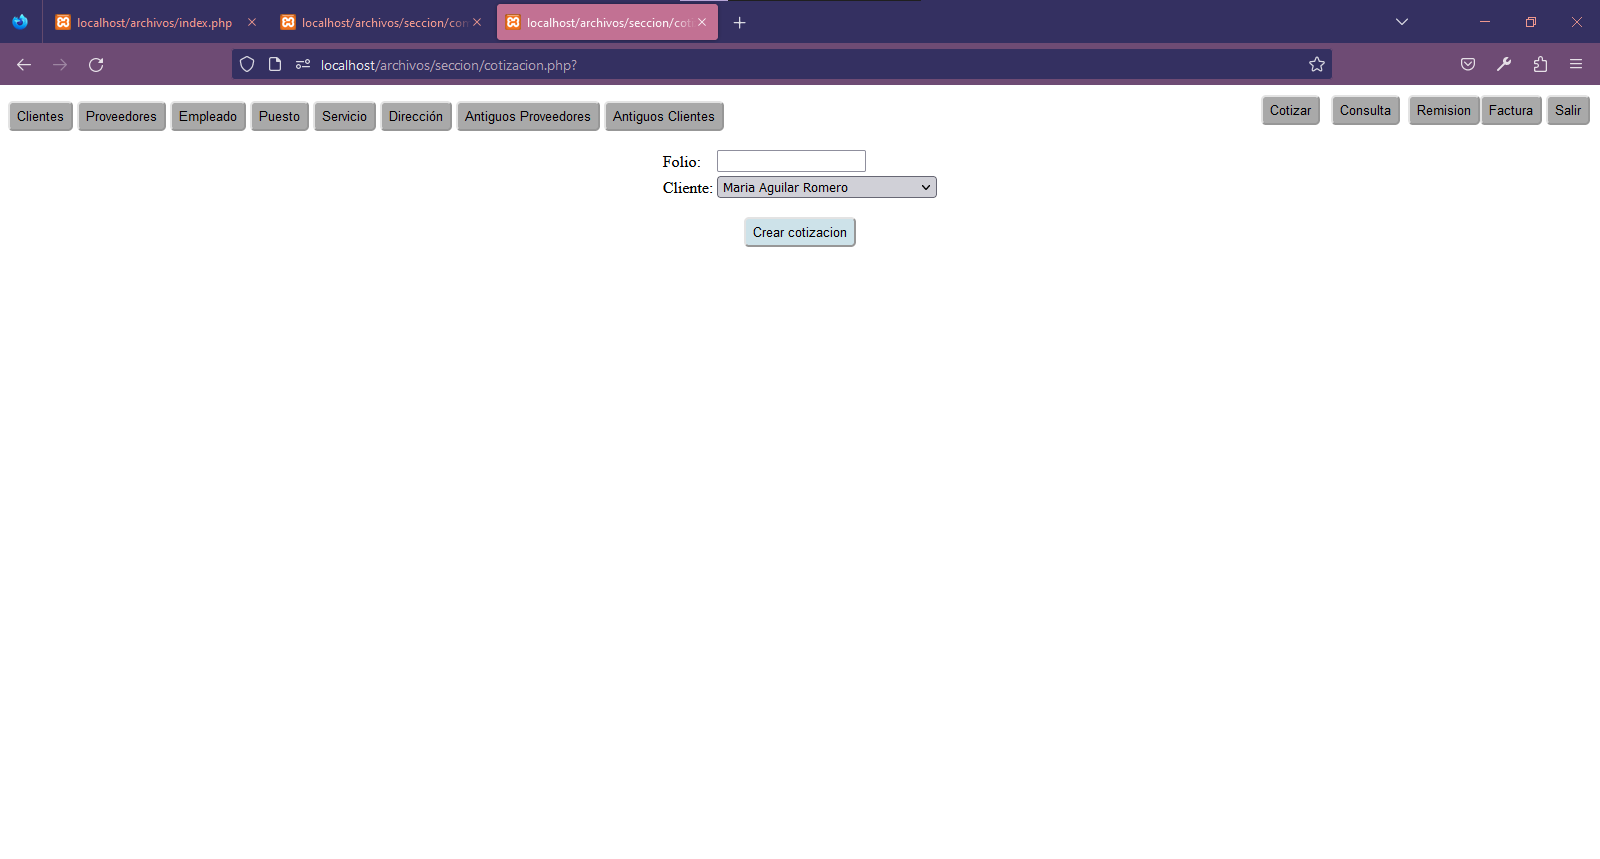 localhost/archivos/index.php
localhost/archivos/seccion/con
localhost/archivos/seccion/coti
localhost/archivos/seccion/cotizacion.php?
Clientes Proveedores Empleado Puesto Servicio Dirección Antiguos Proveedores Antiguos Clientes Cotizar Consulta Remision Factura Salir
Folio:
Cliente: Maria Aguilar Romero
Crear cotizacion